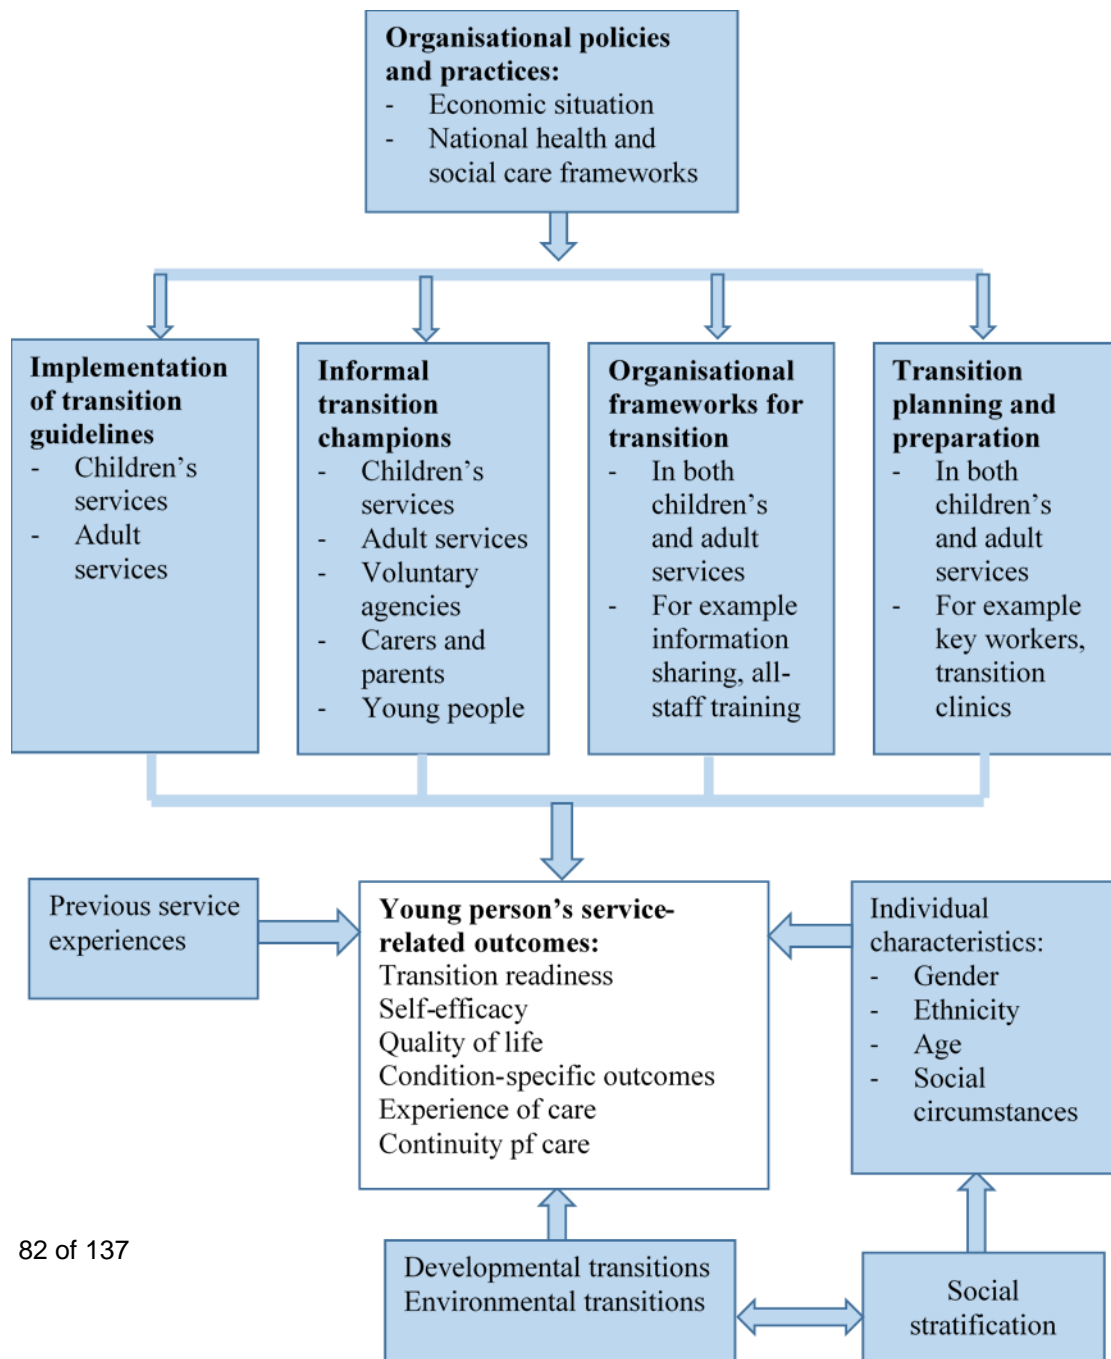 Organisational policies
and practices:
- Economic situation
- National health and
social care frameworks
Implementation
of transition
guidelines
- Children’s
services
- Adult
services
Informal
transition
champions
- Children’s
services
- Adult services
- Voluntary
agencies
- Carers and
parents
- Young people
Organisational
frameworks for
transition
- In both
children’s
and adult
services
- For example
information
sharing, all-
staff training
Transition
planning and
preparation
- In both
children’s
and adult
services
- For example
key workers,
transition
clinics
Previous service
experiences
Young person’s service-
related outcomes:
Transition readiness
Self-efficacy
Quality of life
Condition-specific outcomes
Experience of care
Continuity pf care
Individual
characteristics:
- Gender
- Ethnicity
- Age
- Social
circumstances
82 of 137
Developmental transitions
Environmental transitions
Social
stratification